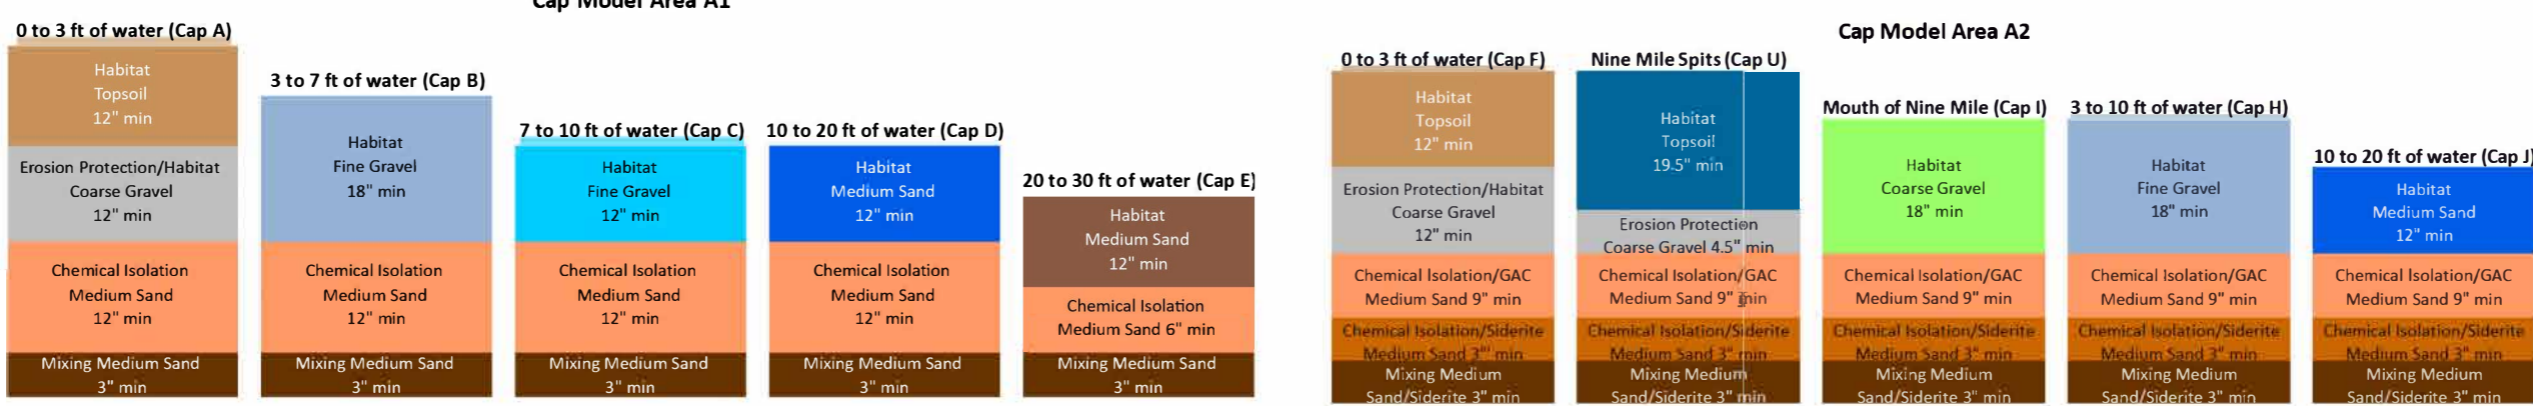 Cap Model Area A1
0 to 3 ft of water (Cap A)
Habitat
Topsoil
12" min
Erosion Protection/Habitat
Coarse Gravel
12" min
Chemical Isolation
Medium Sand
12" min
Mixing Medium Sand
3" min
3 to 7 ft of water (Cap B)
Habitat
Fine Gravel
18" min
Chemical Isolation
Medium Sand
12" min
Mixing Medium Sand
3" min
7 to 10 ft of water (Cap C)
Habitat
Fine Gravel
12" min
Chemical Isolation
Medium Sand
12" min
Mixing Medium Sand
3" min
10 to 20 ft of water (Cap D)
Habitat
Medium Sand
12" min
Chemical Isolation
Medium Sand
12" min
Mixing Medium Sand
3" min
20 to 30 ft of water (Cap E)
Habitat
Medium Sand
12" min
Chemical Isolation
Medium Sand 6" min
Mixing Medium Sand
3" min
Cap Model Area A2
0 to 3 ft of water (Cap F)
Habitat
Topsoil
12" min
Erosion Protection/Habitat
Coarse Gravel
12" min
Chemical Isolation/GAC
Medium Sand 9" min
Chemical Isolation/Siderite
Medium Sand 3" min
Mixing Medium
Sand/Siderite 3" min
Nine Mile Spits (Cap U)
Habitat
Topsoil
19.5" min
Erosion Protection
Coarse Gravel 4.5" min
Chemical Isolation/GAC
Medium Sand 9" min
Chemical Isolation/Siderite
Medium Sand 3" min
Mixing Medium
Sand/Siderite 3" min
Mouth of Nine Mile (Cap I)
Habitat
Coarse Gravel
18" min
Chemical Isolation/GAC
Medium Sand 9" min
Chemical Isolation/Siderite
Medium Sand 3" min
Mixing Medium
Sand/Siderite 3" min
3 to 10 ft of water (Cap H)
Habitat
Fine Gravel
18" min
Chemical Isolation/GAC
Medium Sand 9" min
Chemical Isolation/Siderite
Medium Sand 3" min
Mixing Medium
Sand/Siderite 3" min
10 to 20 ft of water (Cap J)
Habitat
Medium Sand
12" min
Chemical Isolation/GAC
Medium Sand 9" min
Chemical Isolation/Siderite
Medium Sand 3" min
Mixing Medium
Sand/Siderite 3" min